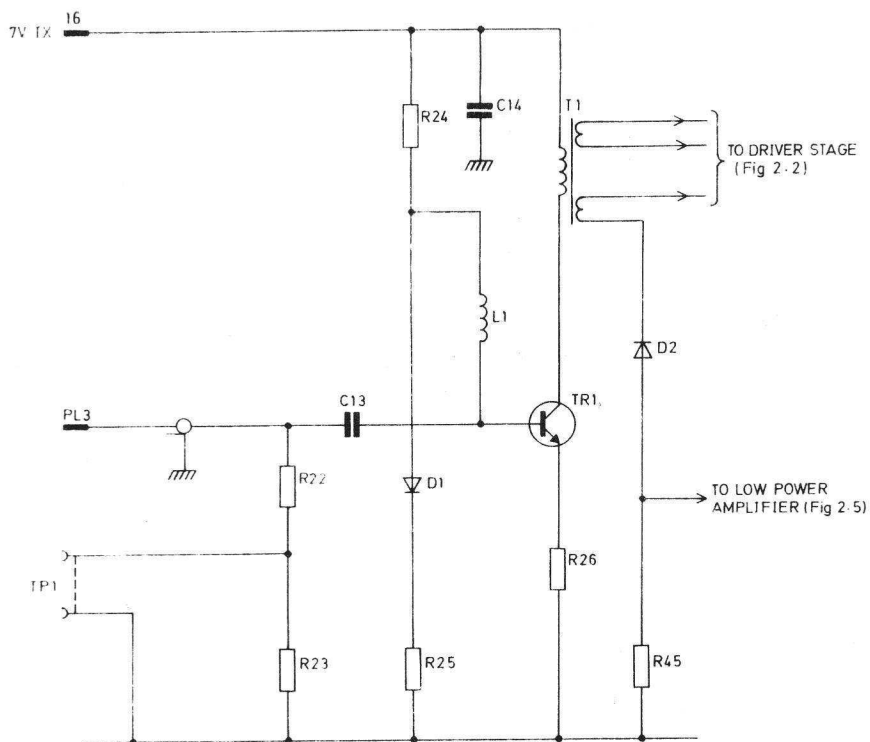 16
7V TX
R24
C14
T1
TO DRIVER STAGE
(Fig 2·2)
L1
D2
PL3
C13
TR1
R22
D1
TO LOW POWER
AMPLIFIER (Fig 2·5)
R26
TP1
R23
R25
R45